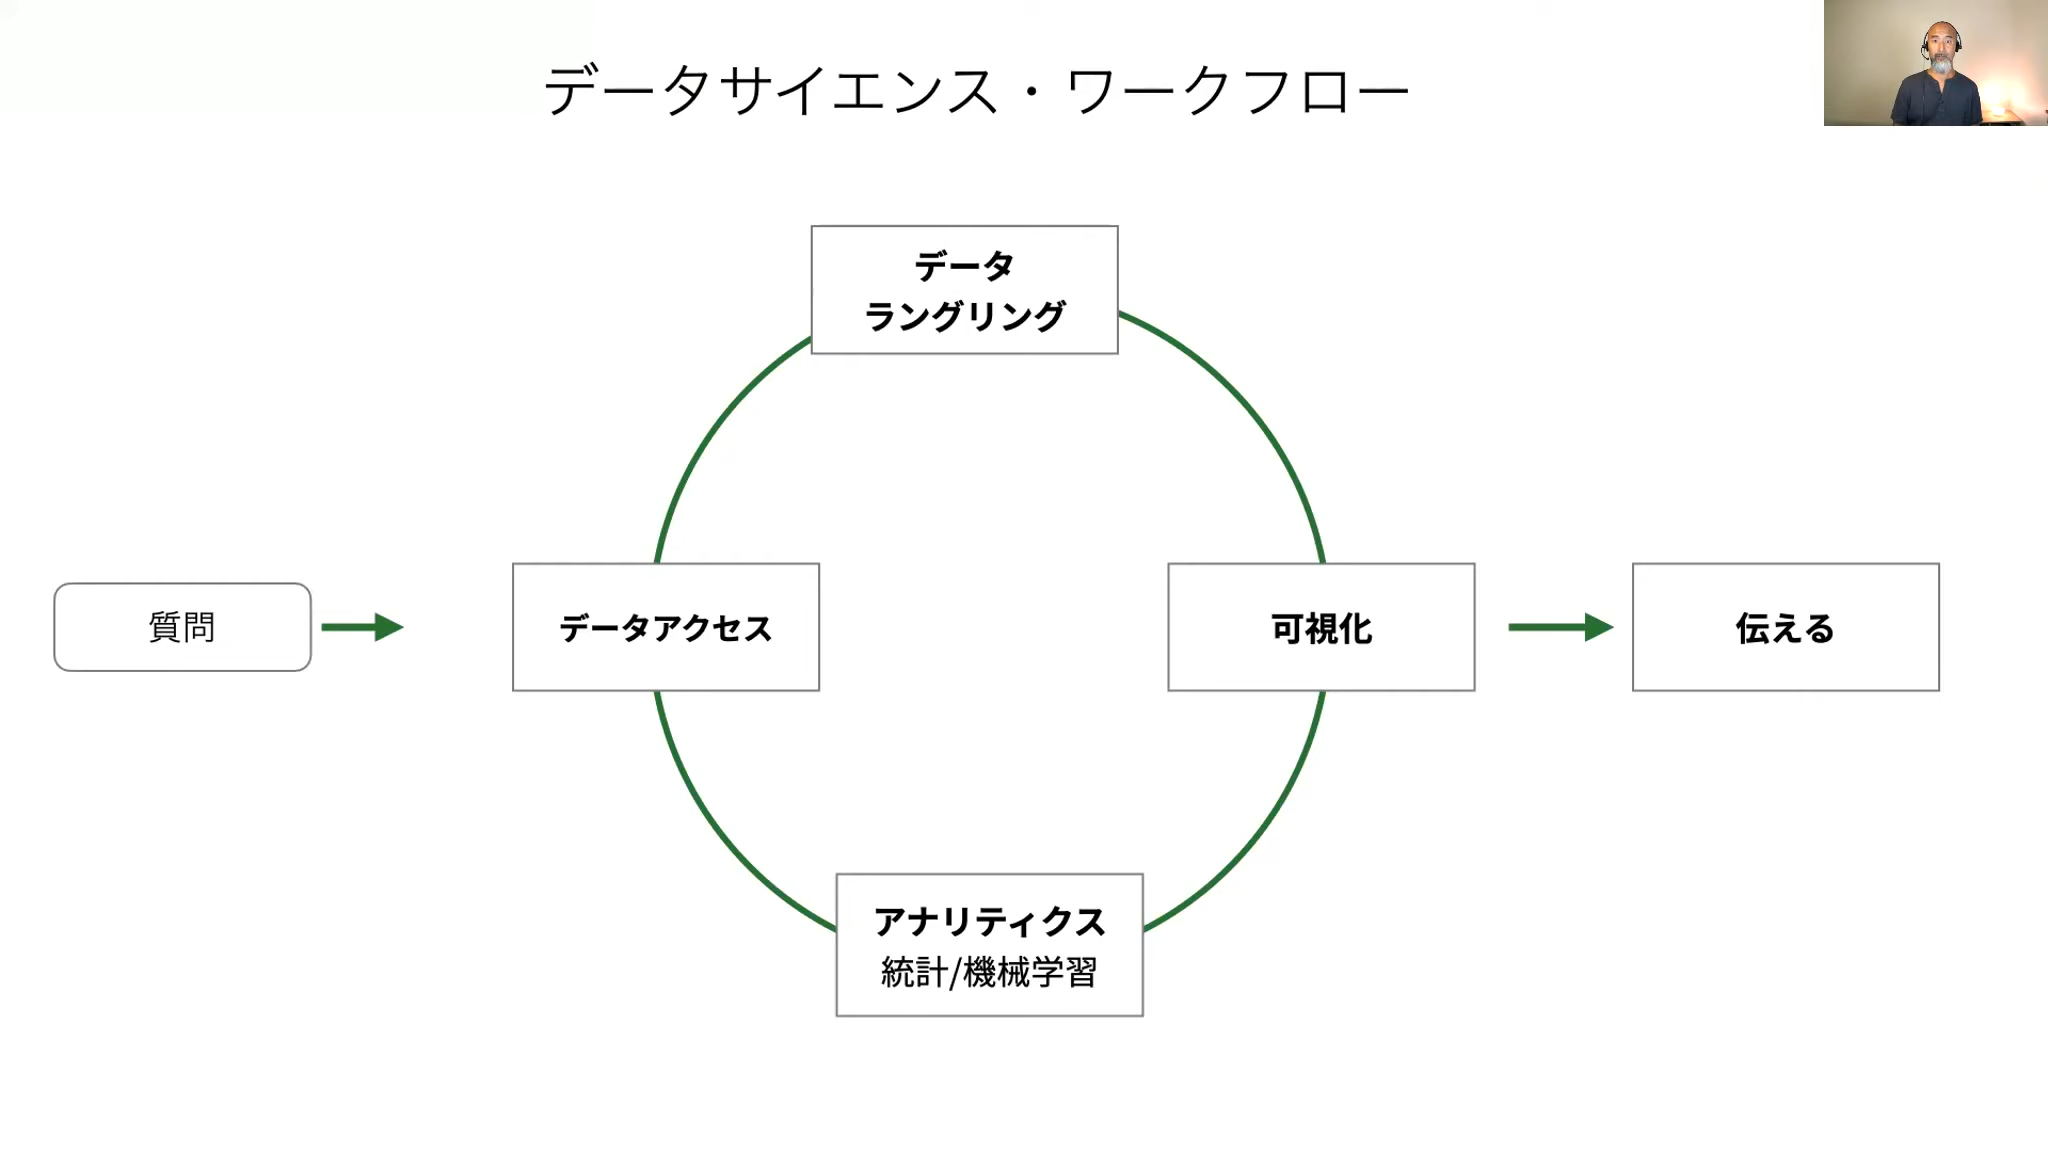 データサイエンス・ワークフロー
データ
ラングリング
質問
データアクセス
可視化
伝える
アナリティクス
統計/機械学習